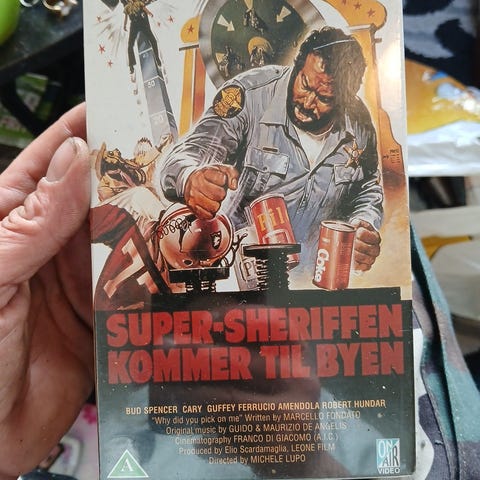 SUPER-SHERIFFEN
KOMMER TIL BYEN
BUD SPENCER CARY GUFFEY FERRUCIO AMENDOLA ROBERT HUNDAR
"Why did you pick on me" Written by MARCELLO FONDATO
Original music by GUIDO & MAURIZIO DE ANGELIS
Cinematography FRANCO DI GIACOMO (A.I.C.)
Produced by Elio Scardamaglia, LEONE FILM
Directed by MICHELE LUPO
A
ON
AIR
VIDEO